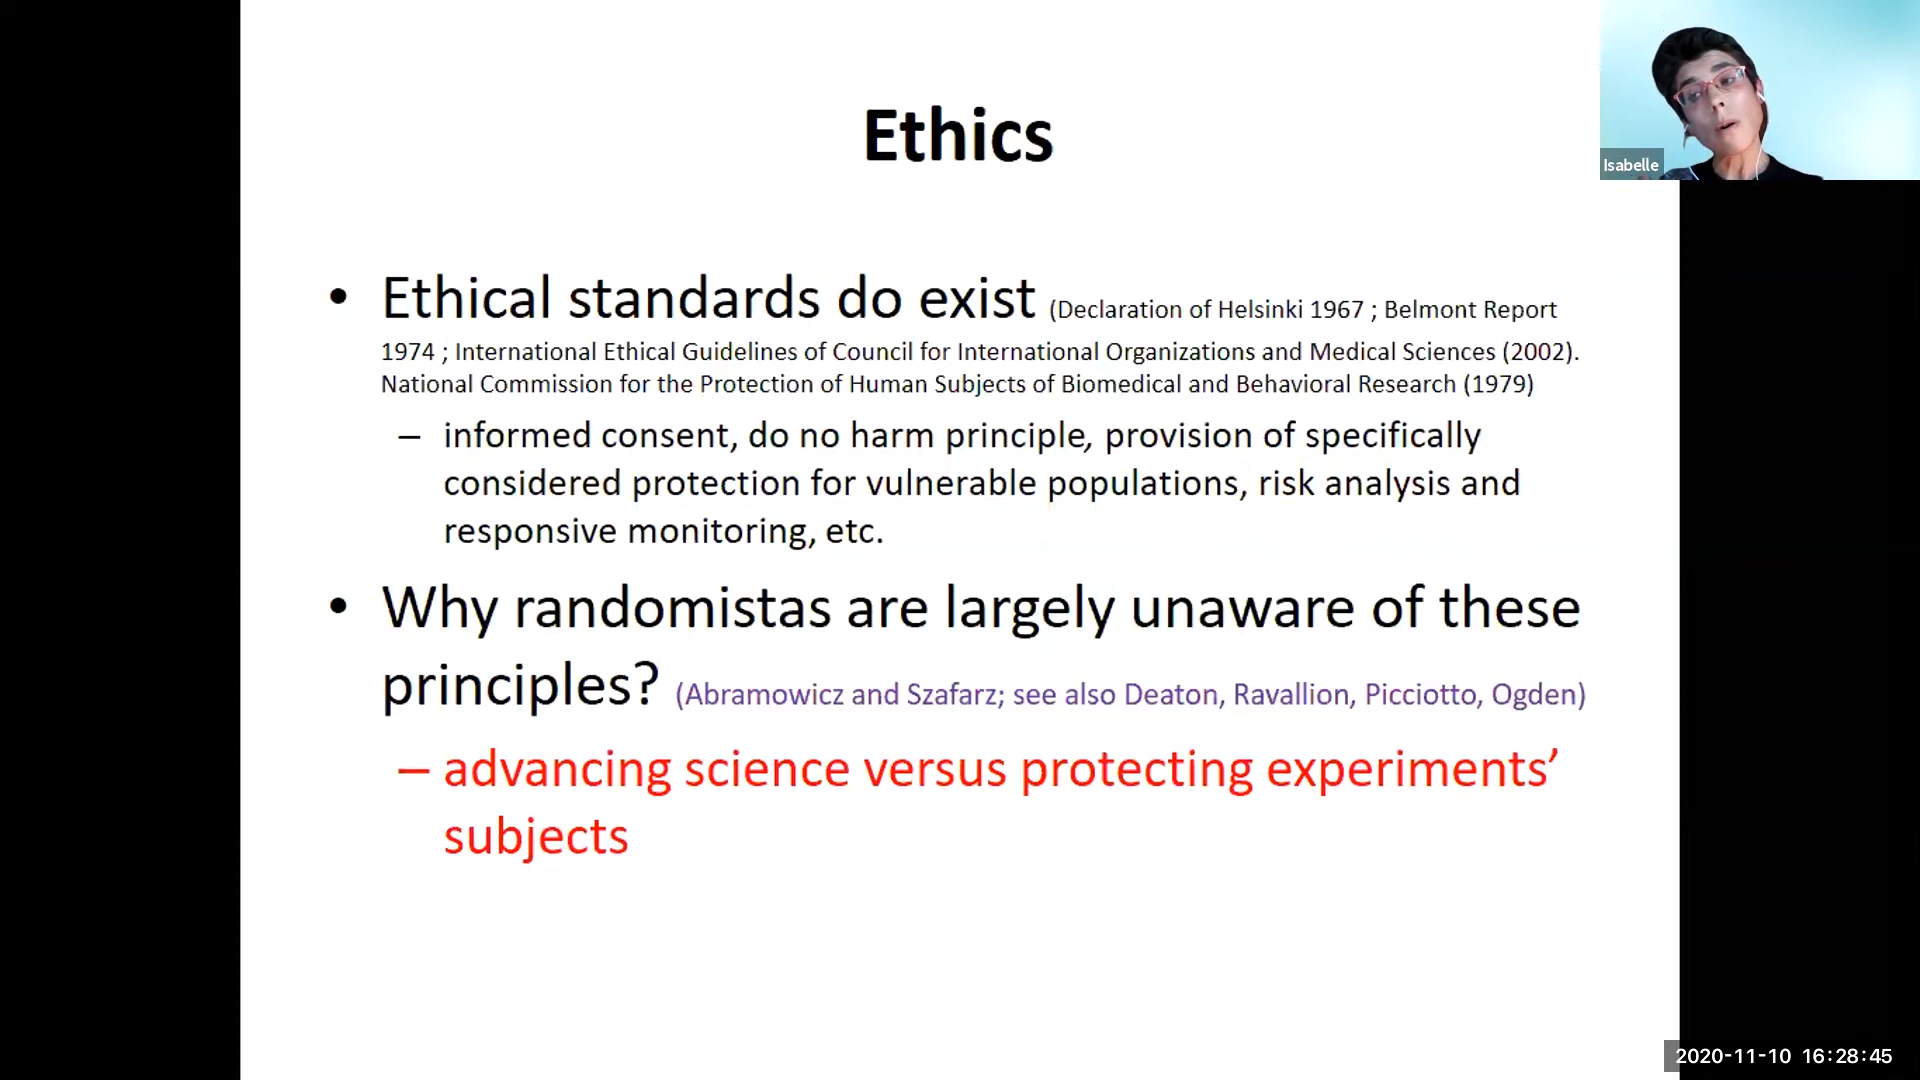 Ethics
Isabelle
• Ethical standards do exist (Declaration of Helsinki 1967 ; Belmont Report
1974 ; International Ethical Guidelines of Council for International Organizations and Medical Sciences (2002).
National Commission for the Protection of Human Subjects of Biomedical and Behavioral Research (1979)
– informed consent, do no harm principle, provision of specifically
considered protection for vulnerable populations, risk analysis and
responsive monitoring, etc.
• Why randomistas are largely unaware of these
principles? (Abramowicz and Szafarz; see also Deaton, Ravallion, Picciotto, Ogden)
– advancing science versus protecting experiments’
subjects
2020-11-10 16:28:45